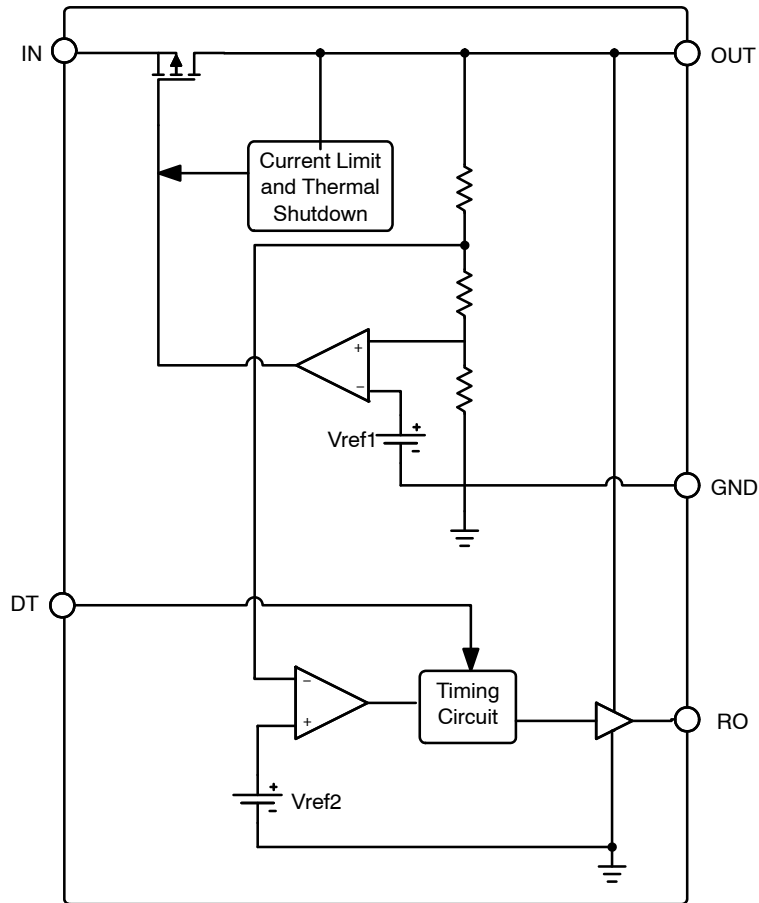 IN
OUT
Current Limit
and Thermal
Shutdown
+
−
Vref1
+
-
GND
DT
−
+
Timing
Circuit
RO
Vref2
+
-